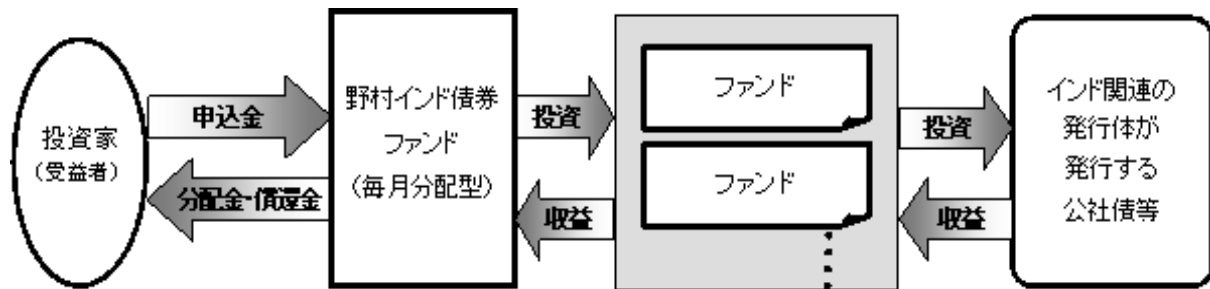 投資家
(受益者)
申込金
分配金・償還金
野村インド債券
ファンド
(毎月分配型)
投資
収益
ファンド
ファンド
投資
収益
インド関連の
発行体が
発行する
公社債等